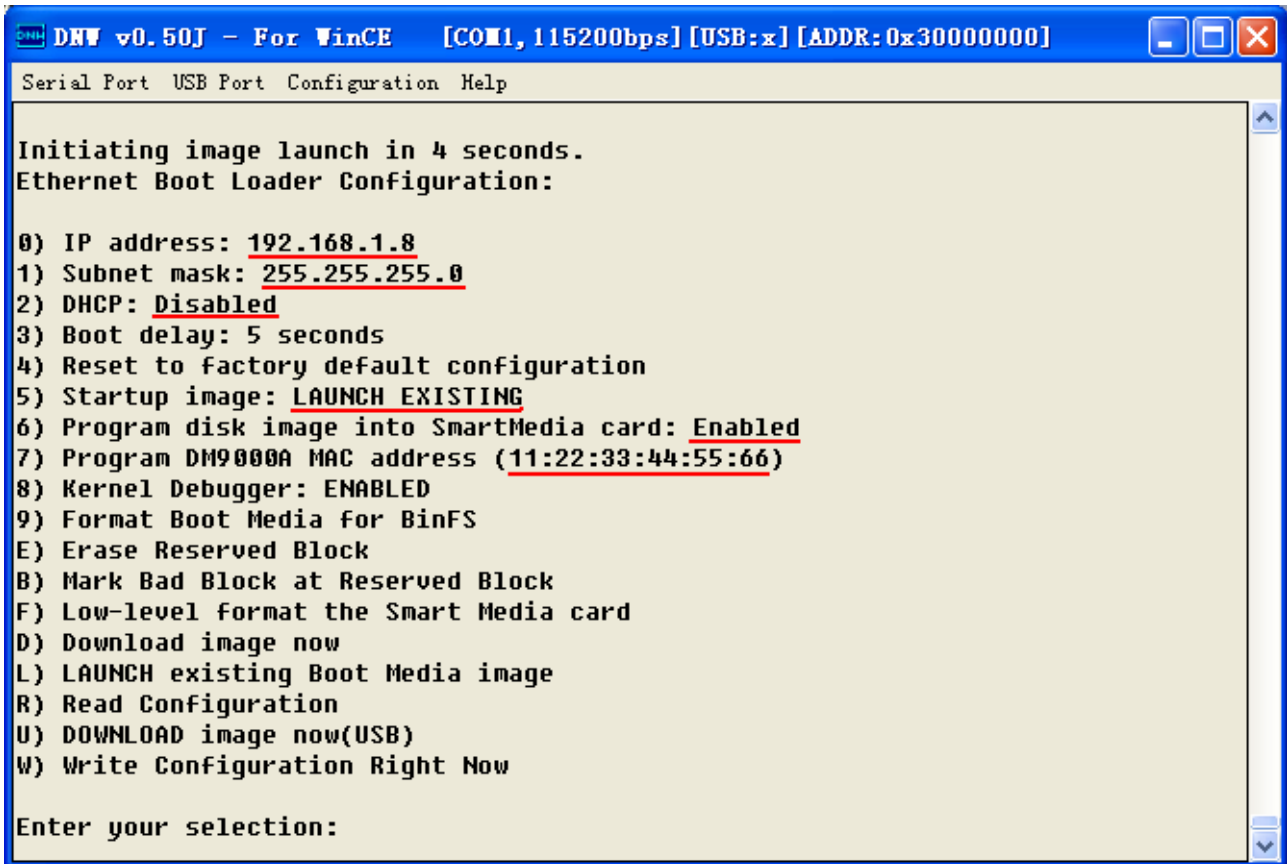 DNW v0.50J - For WinCE [COM1,115200bps][USB:x][ADDR:0x30000000]
Serial Port USB Port Configuration Help
Initiating image launch in 4 seconds.
Ethernet Boot Loader Configuration:
0) IP address: 192.168.1.8
1) Subnet mask: 255.255.255.0
2) DHCP: Disabled
3) Boot delay: 5 seconds
4) Reset to factory default configuration
5) Startup image: LAUNCH EXISTING
6) Program disk image into SmartMedia card: Enabled
7) Program DM9000A MAC address (11:22:33:44:55:66)
8) Kernel Debugger: ENABLED
9) Format Boot Media for BinFS
E) Erase Reserved Block
B) Mark Bad Block at Reserved Block
F) Low-level format the Smart Media card
D) Download image now
L) LAUNCH existing Boot Media image
R) Read Configuration
U) DOWNLOAD image now(USB)
W) Write Configuration Right Now
Enter your selection: